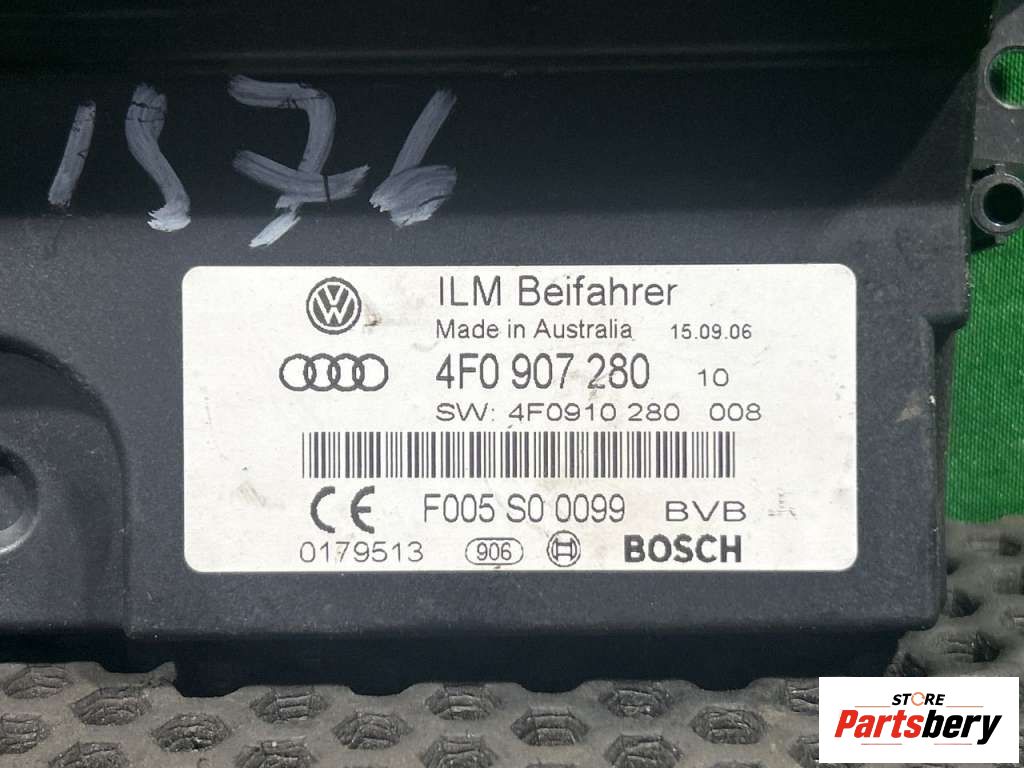 1576
ILM Beifahrer
Made in Australia 15.09.06
4F0 907 280 10
SW: 4F0910 280 008
CE F005 S0 0099 BVB
0179513 906 H BOSCH
STORE
Partsbery